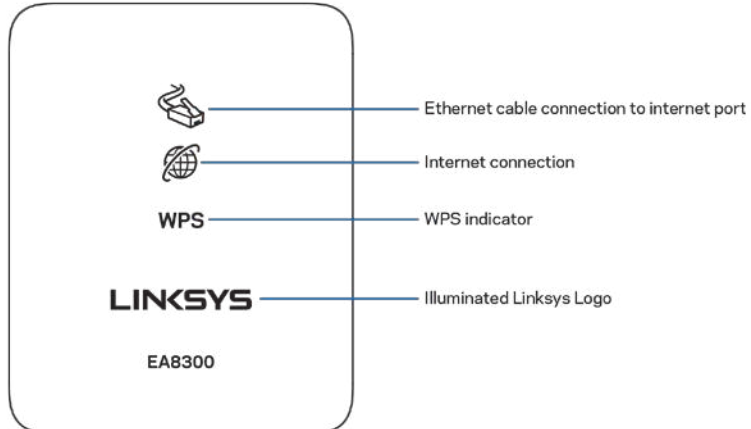 Ethernet cable connection to internet port
Internet connection
WPS WPS indicator
LINKSYS Illuminated Linksys Logo
EA8300